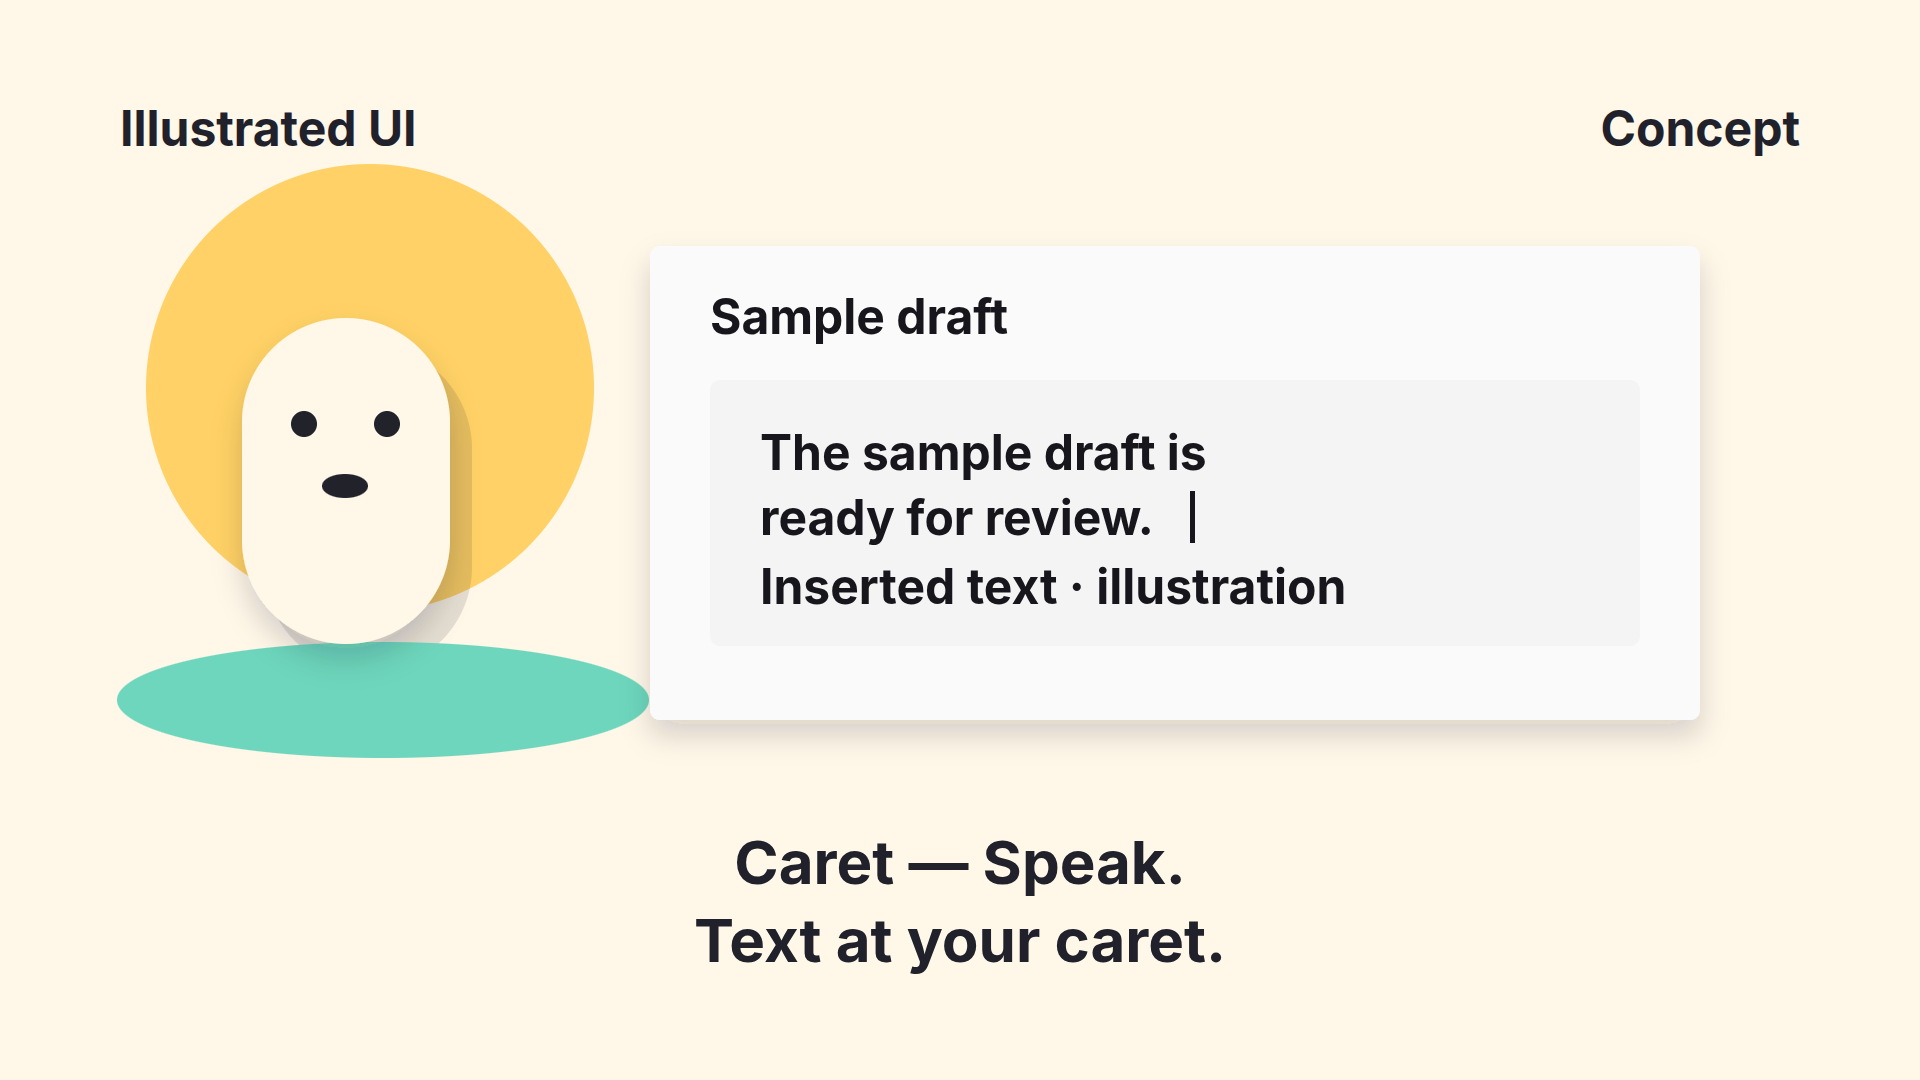 Illustrated UI
Concept
Sample draft
The sample draft is
ready for review.
Inserted text · illustration
Caret — Speak.
Text at your caret.